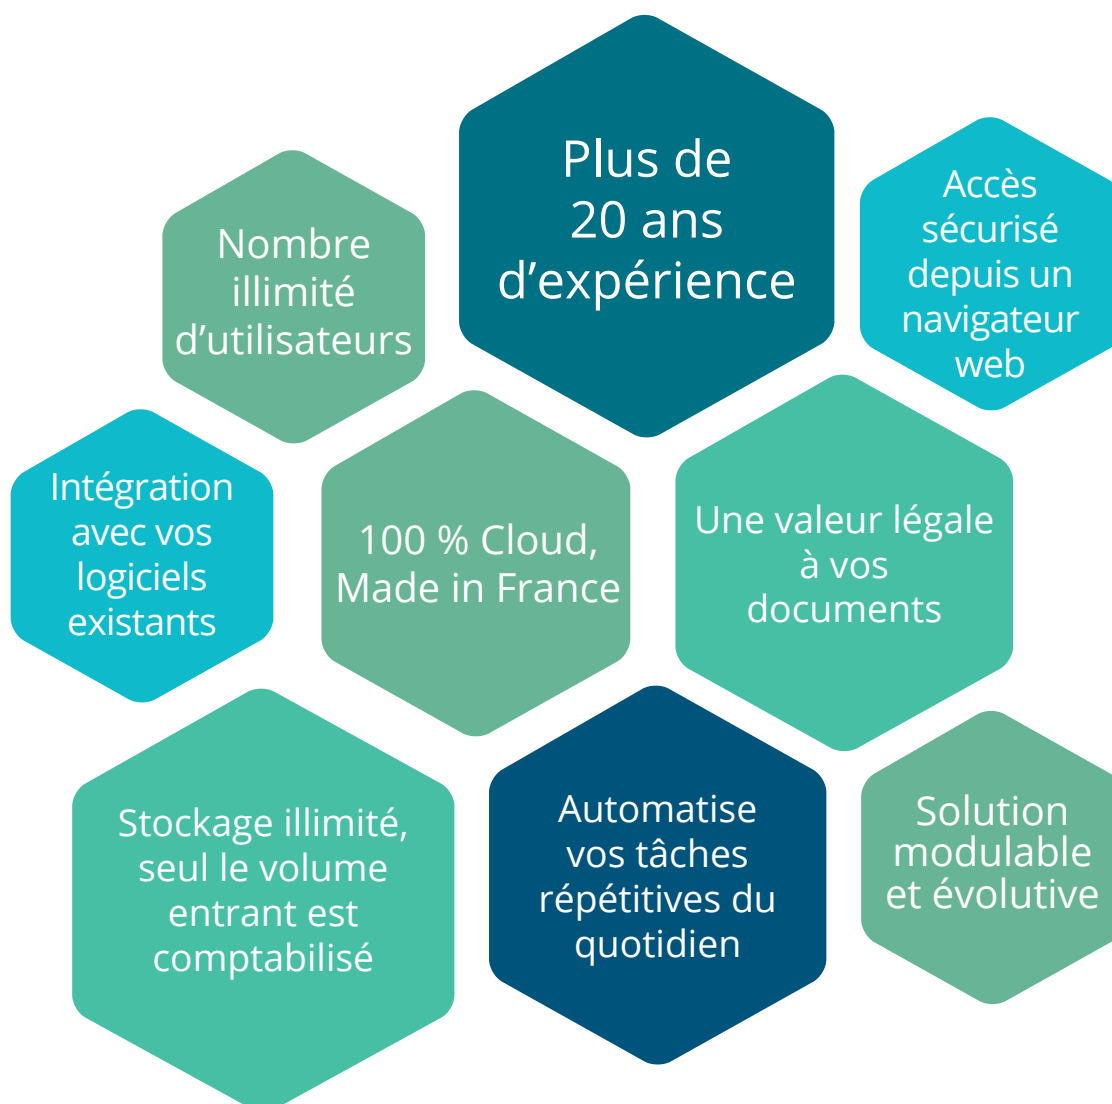 Plus de
20 ans
d’expérience
Nombre
illimité
d’utilisateurs
Accès
sécurisé
depuis un
navigateur
web
Intégration
avec vos
logiciels
existants
100 % Cloud,
Made in France
Une valeur légale
à vos
documents
Stockage illimité,
seul le volume
entrant est
comptabilisé
Automatise
vos tâches
répétitives du
quotidien
Solution
modulable
et évolutive